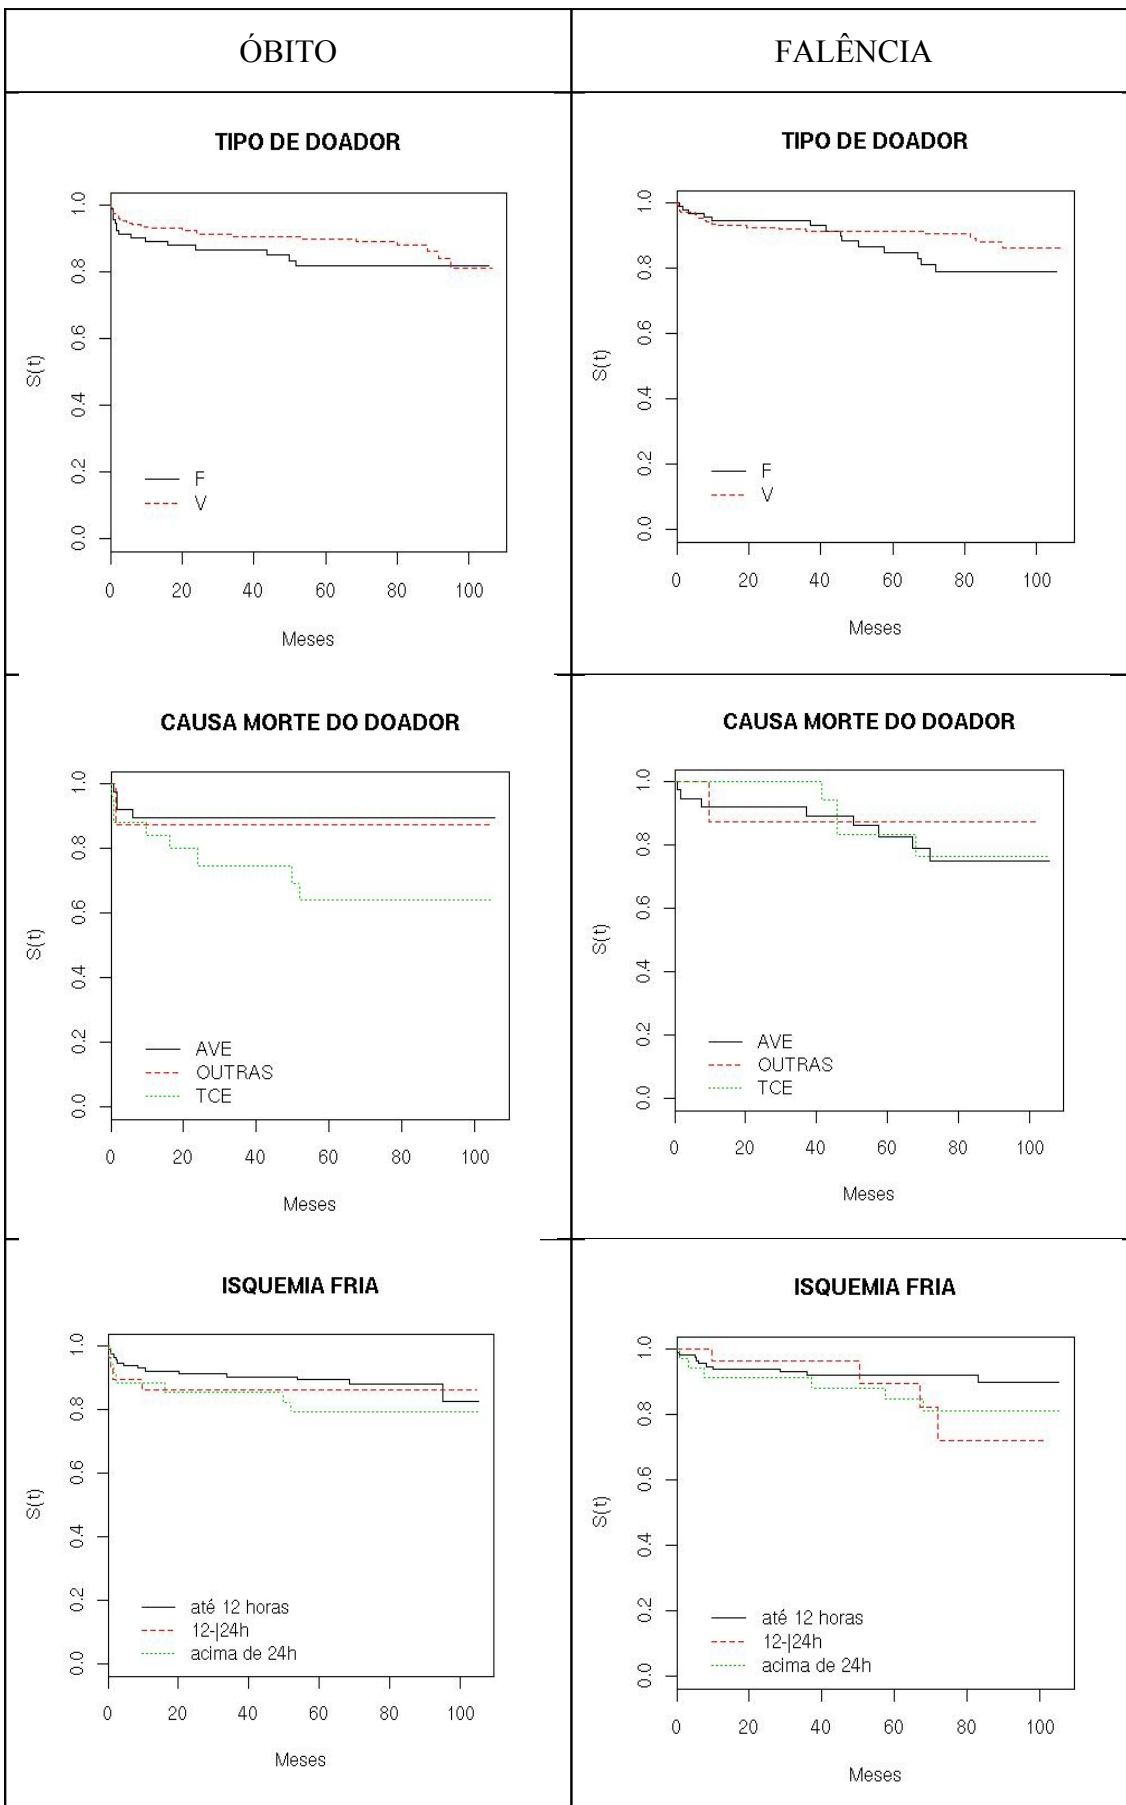 ÓBITO
FALÊNCIA
TIPO DE DOADOR
S(t)
1.0
0.8
0.6
0.4
0.2
0.0
F
V
0 20 40 60 80 100
Meses
TIPO DE DOADOR
S(t)
1.0
0.8
0.6
0.4
0.2
0.0
F
V
0 20 40 60 80 100
Meses
CAUSA MORTE DO DOADOR
S(t)
1.0
0.8
0.6
0.4
0.2
0.0
AVE
OUTRAS
TCE
0 20 40 60 80 100
Meses
CAUSA MORTE DO DOADOR
S(t)
1.0
0.8
0.6
0.4
0.2
0.0
AVE
OUTRAS
TCE
0 20 40 60 80 100
Meses
ISQUEMIA FRIA
S(t)
1.0
0.8
0.6
0.4
0.2
0.0
até 12 horas
12-|24h
acima de 24h
0 20 40 60 80 100
Meses
ISQUEMIA FRIA
S(t)
1.0
0.8
0.6
0.4
0.2
0.0
até 12 horas
12-|24h
acima de 24h
0 20 40 60 80 100
Meses